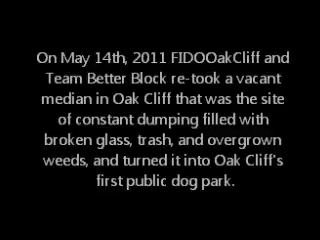 On May 14th, 2011 FIDOOakCliff and
Team Better Block re-took a vacant
median in Oak Cliff that was the site
of constant dumping filled with
broken glass, trash, and overgrown
weeds, and turned it into Oak Cliff's
first public dog park.